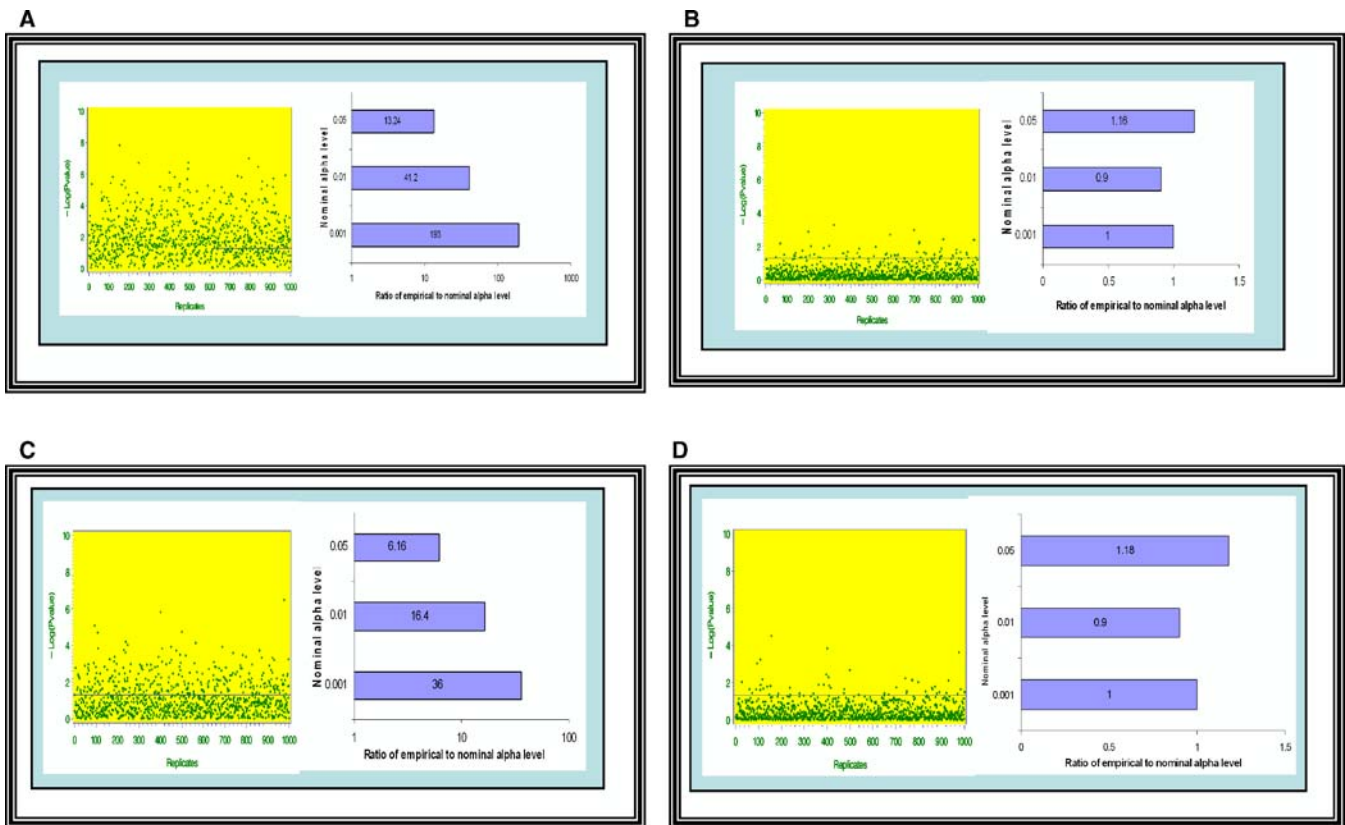 A
10
8
6
4
2
0
– Log(Pvalue)
0 100 200 300 400 500 600 700 800 900 1000
Replicates
Nominal alpha level
0.05
0.01
0.001
13.24
41.2
193
1 10 100 1000
Ratio of empirical to nominal alpha level
B
10
8
6
4
2
0
– Log(Pvalue)
0 100 200 300 400 500 600 700 800 900 1000
Replicates
Nominal alpha level
0.05
0.01
0.001
1.16
0.9
1
0 0.5 1 1.5
Ratio of empirical to nominal alpha level
C
10
8
6
4
2
0
– Log(Pvalue)
0 100 200 300 400 500 600 700 800 900 1000
Replicates
Nominal alpha level
0.05
0.01
0.001
6.16
16.4
36
1 10 100
Ratio of empirical to nominal alpha level
D
10
8
6
4
2
0
– Log(Pvalue)
0 100 200 300 400 500 600 700 800 900 1000
Replicates
Nominal alpha level
0.05
0.01
0.001
1.18
0.9
1
0 0.5 1 1.5
Ratio of empirical to nominal alpha level